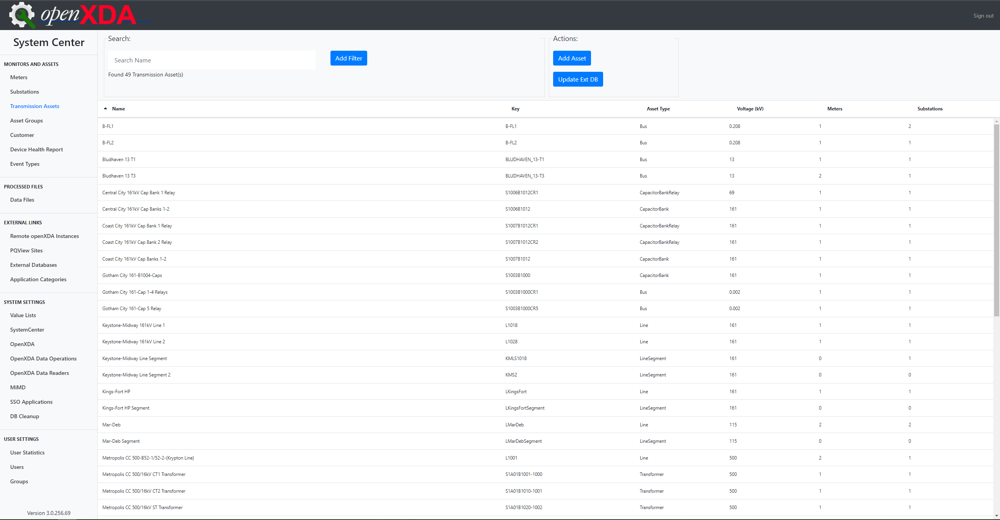 openXDA
Sign out
System Center
MONITORS AND ASSETS
Meters
Substations
Transmission Assets
Asset Groups
Customer
Device Health Report
Event Types
PROCESSED FILES
Data Files
EXTERNAL LINKS
Remote openXDA Instances
PQView Sites
External Databases
Application Categories
SYSTEM SETTINGS
Value Lists
SystemCenter
OpenXDA
OpenXDA Data Operations
OpenXDA Data Readers
MiMD
SSO Applications
DB Cleanup
USER SETTINGS
User Statistics
Users
Groups
Version 3.0.256.69
Search:
Search Name
Add Filter
Found 49 Transmission Asset(s)
Actions:
Add Asset
Update Ext DB
Name Key Asset Type Voltage (kV) Meters Substations
B-FL1 B-FL1 Bus 0.208 1 2
B-FL2 B-FL2 Bus 0.208 1 1
Bludhaven 13 T1 BLUDHAVEN_13-T1 Bus 13 1 1
Bludhaven 13 T3 BLUDHAVEN_13-T3 Bus 13 2 1
Central City 161kV Cap Bank 1 Relay S1006B1012CR1 CapacitorBankRelay 69 1 1
Central City 161kV Cap Banks 1-2 S1006B1012 CapacitorBank 161 1 1
Coast City 161kV Cap Bank 1 Relay S1007B1012CR1 CapacitorBankRelay 161 1 1
Coast City 161kV Cap Bank 2 Relay S1007B1012CR2 CapacitorBankRelay 161 1 1
Coast City 161kV Cap Banks 1-2 S1007B1012 CapacitorBank 161 1 1
Gotham City 161-B1004-Caps S1003B1000 CapacitorBank 161 1 1
Gotham City 161-Cap 1-4 Relays S1003B1000CR1 Bus 0.002 1 1
Gotham City 161-Cap 5 Relay S1003B1000CR5 Bus 0.002 1 1
Keystone-Midway 161kV Line 1 L1018 Line 161 1 1
Keystone-Midway 161kV Line 2 L1028 Line 161 1 1
Keystone-Midway Line Segment KMLS1018 LineSegment 161 0 1
Keystone-Midway Line Segment 2 KMS2 LineSegment 161 0 0
Kings-Fort HP LKingsFort Line 161 1 1
Kings-Fort HP Segment LKingsFortSegment LineSegment 161 0 0
Mar-Deb LMarDeb Line 115 2 2
Mar-Deb Segment LMarDebSegment LineSegment 115 0 0
Metropolis CC 500-B52-1/52-2-(Krypton Line) L1001 Line 500 2 1
Metropolis CC 500/16kV CT1 Transformer S1A01B1001-1000 Transformer 500 1 1
Metropolis CC 500/16kV CT2 Transformer S1A01B1010-1001 Transformer 500 1 1
Metropolis CC 500/16kV ST Transformer S1A01B1020-1002 Transformer 500 1 1